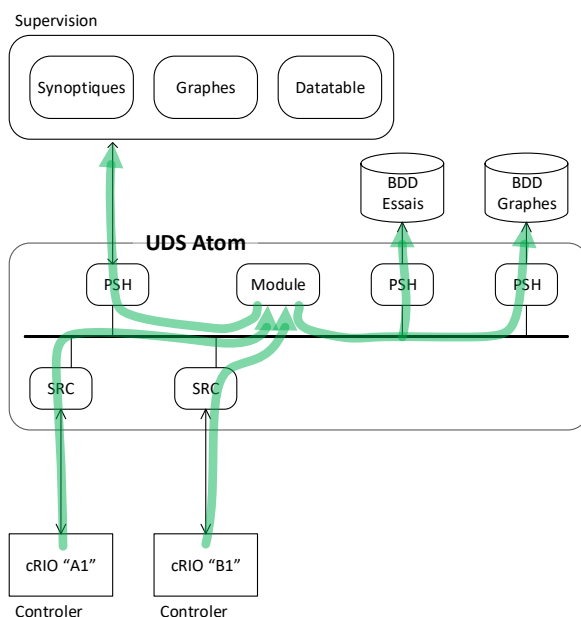 Supervision
Synoptiques
Graphes
Datatable
BDD
Essais
BDD
Graphes
UDS Atom
PSH
Module
PSH
PSH
SRC
SRC
cRIO “A1”
cRIO “B1”
Controler
Controler